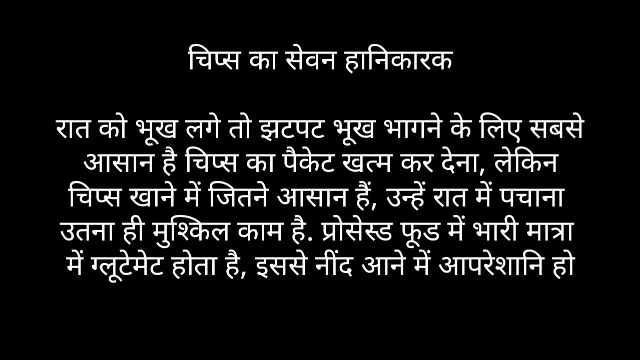 चिप्स का सेवन हानिकारक
रात को भूख लगे तो झटपट भूख भागने के लिए सबसे
आसान है चिप्स का पैकेट खत्म कर देना, लेकिन
चिप्स खाने में जितने आसान हैं, उन्हें रात में पचाना
उतना ही मुश्किल काम है. प्रोसेस्ड फूड में भारी मात्रा
में ग्लूटेमेट होता है, इससे नींद आने में आपरेशानि हो